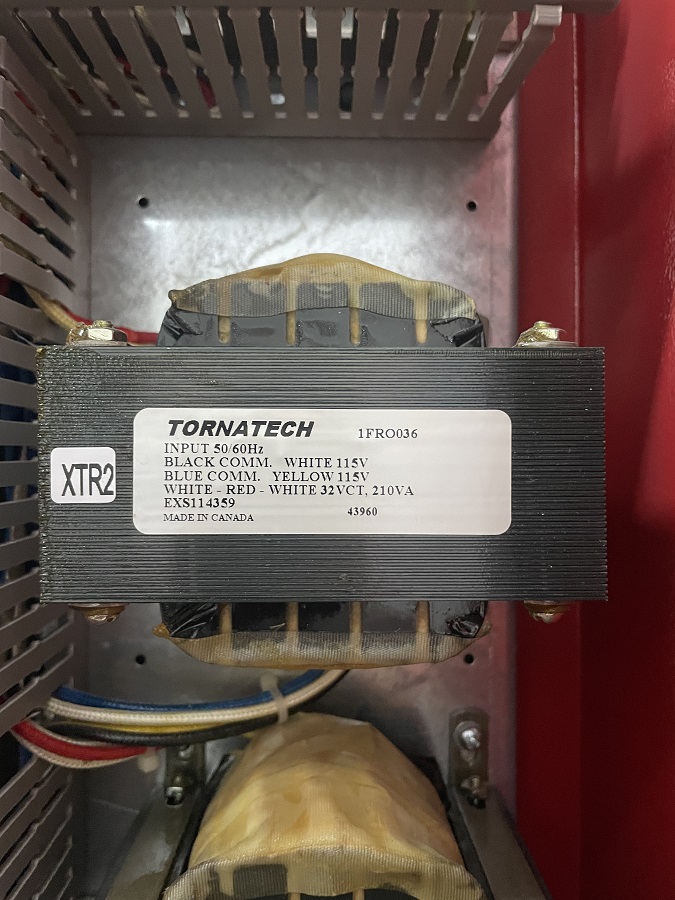 TORNATECH 1FRO036
INPUT 50/60Hz
BLACK COMM. WHITE 115V
BLUE COMM. YELLOW 115V
WHITE - RED - WHITE 32VCT, 210VA
EXS114359
MADE IN CANADA 43960
XTR2